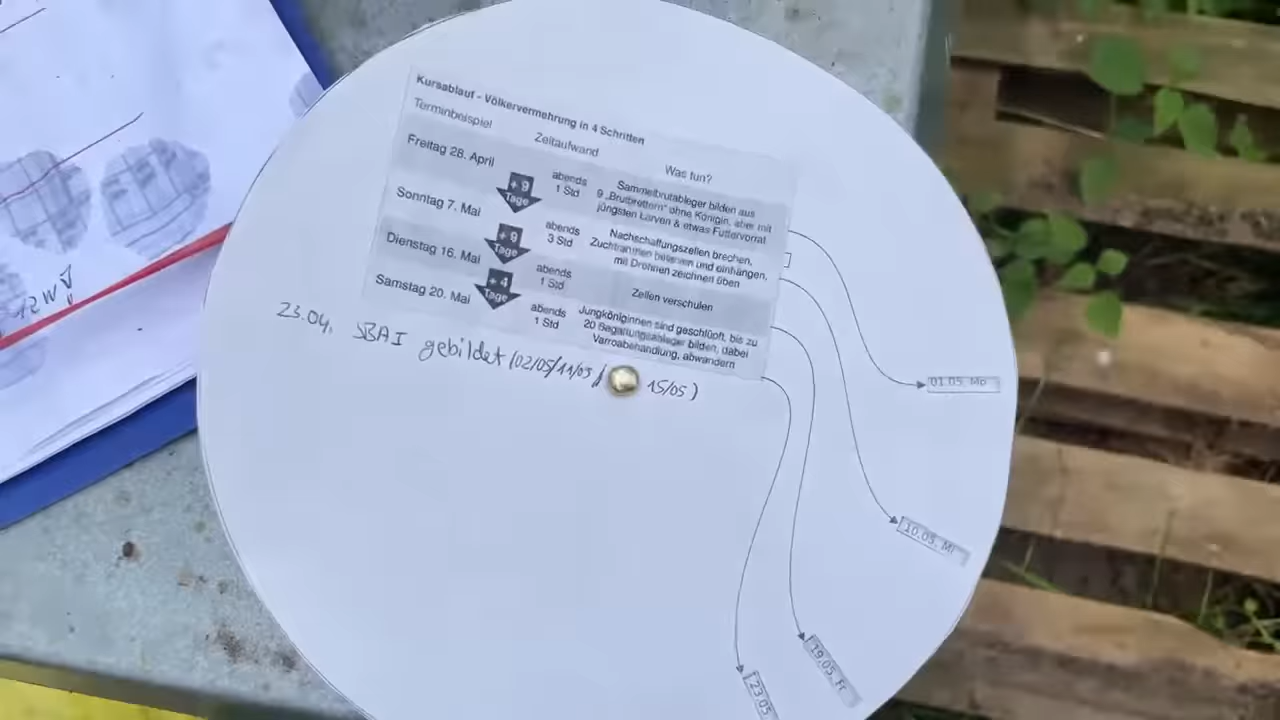 Kursablauf - Völkervermehrung in 4 Schritten
Terminbeispiel Zeitaufwand Was tun?
Freitag 28. April abends 1 Std Sammelbrutableger bilden aus
9 „Brutbrettern“ ohne Königin, aber mit
jüngsten Larven & etwas Futtervorrat
+ 9 Tage
Sonntag 7. Mai abends 3 Std Nachschaffungszellen brechen,
Zuchtrahmen belarven und einhängen,
mit Drohnen zeichnen üben
+ 9 Tage
Dienstag 16. Mai abends 1 Std Zellen verschulen
+ 4 Tage
Samstag 20. Mai abends 1 Std Jungköniginnen sind geschlüpft, bis zu
20 Begattungsableger bilden, dabei
Varroabehandlung, abwandern
23.04. SBA I gebildet (02/05/11/05/ 15/05)
01.05. Mo
10.05. Mi
19.05. Fr
23.05
12 W